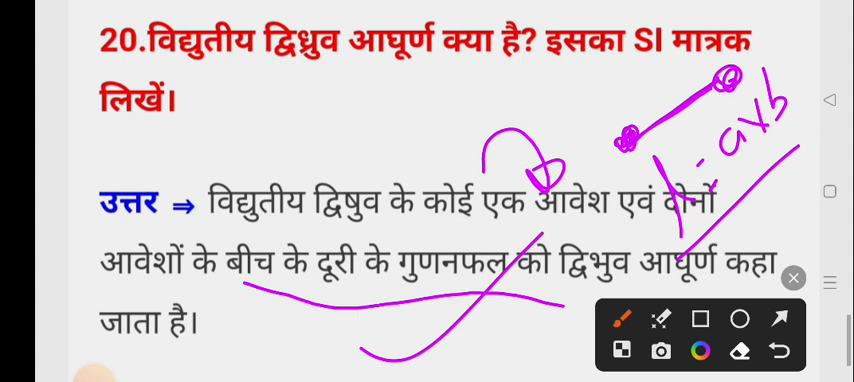 20.विद्युतीय द्विध्रुव आघूर्ण क्या है? इसका SI मात्रक
लिखें।
उत्तर ⇒ विद्युतीय द्विषुव के कोई एक आवेश एवं दोनों
आवेशों के बीच के दूरी के गुणनफल को द्विभुव आघूर्ण कहा
जाता है।